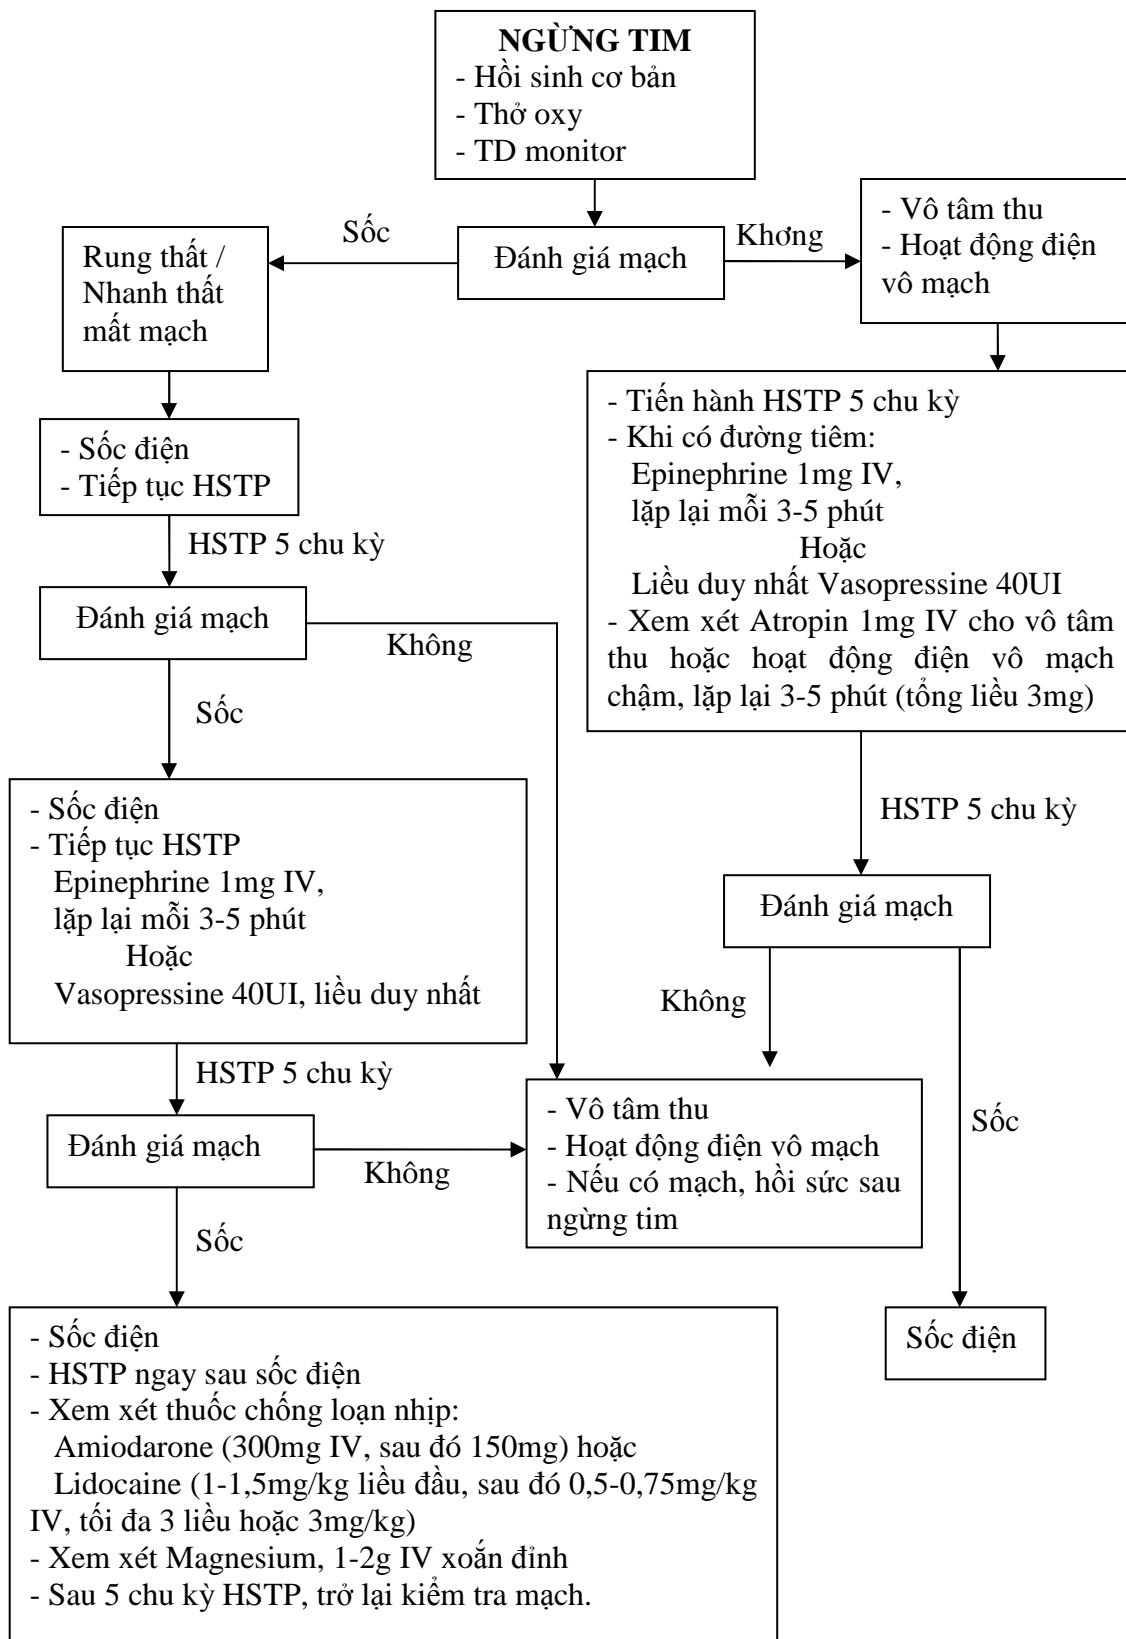 NGỪNG TIM
- Hồi sinh cơ bản
- Thở oxy
- TD monitor
Sốc
Đánh giá mạch
Khơng
- Vô tâm thu
- Hoạt động điện
vô mạch
Rung thất /
Nhanh thất
mất mạch
- Sốc điện
- Tiếp tục HSTP
HSTP 5 chu kỳ
Đánh giá mạch
Không
Sốc
- Tiến hành HSTP 5 chu kỳ
- Khi có đường tiêm:
Epinephrine 1mg IV,
lặp lại mỗi 3-5 phút
Hoặc
Liều duy nhất Vasopressine 40UI
- Xem xét Atropin 1mg IV cho vô tâm
thu hoặc hoạt động điện vô mạch
chậm, lặp lại 3-5 phút (tổng liều 3mg)
HSTP 5 chu kỳ
Đánh giá mạch
Không
Sốc
Sốc điện
- Sốc điện
- Tiếp tục HSTP
Epinephrine 1mg IV,
lặp lại mỗi 3-5 phút
Hoặc
Vasopressine 40UI, liều duy nhất
HSTP 5 chu kỳ
Đánh giá mạch
Không
- Vô tâm thu
- Hoạt động điện vô mạch
- Nếu có mạch, hồi sức sau
ngừng tim
Sốc
- Sốc điện
- HSTP ngay sau sốc điện
- Xem xét thuốc chống loạn nhịp:
Amiodarone (300mg IV, sau đó 150mg) hoặc
Lidocaine (1-1,5mg/kg liều đầu, sau đó 0,5-0,75mg/kg
IV, tối đa 3 liều hoặc 3mg/kg)
- Xem xét Magnesium, 1-2g IV xoắn đỉnh
- Sau 5 chu kỳ HSTP, trở lại kiểm tra mạch.